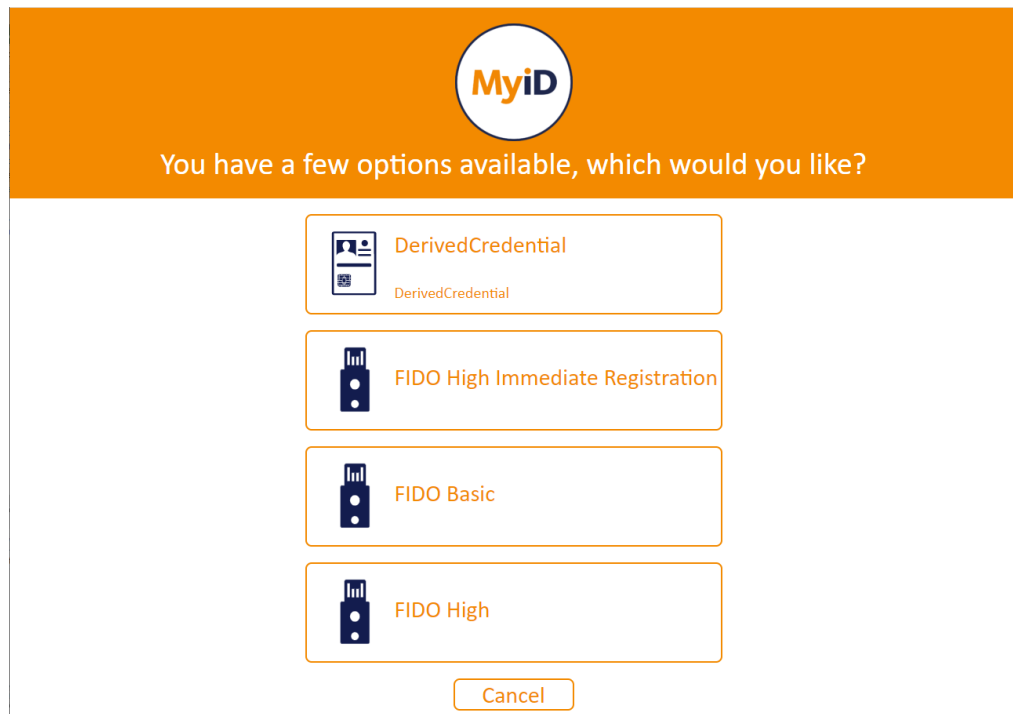 MyiD
You have a few options available, which would you like?
DerivedCredential
DerivedCredential
FIDO High Immediate Registration
FIDO Basic
FIDO High
Cancel